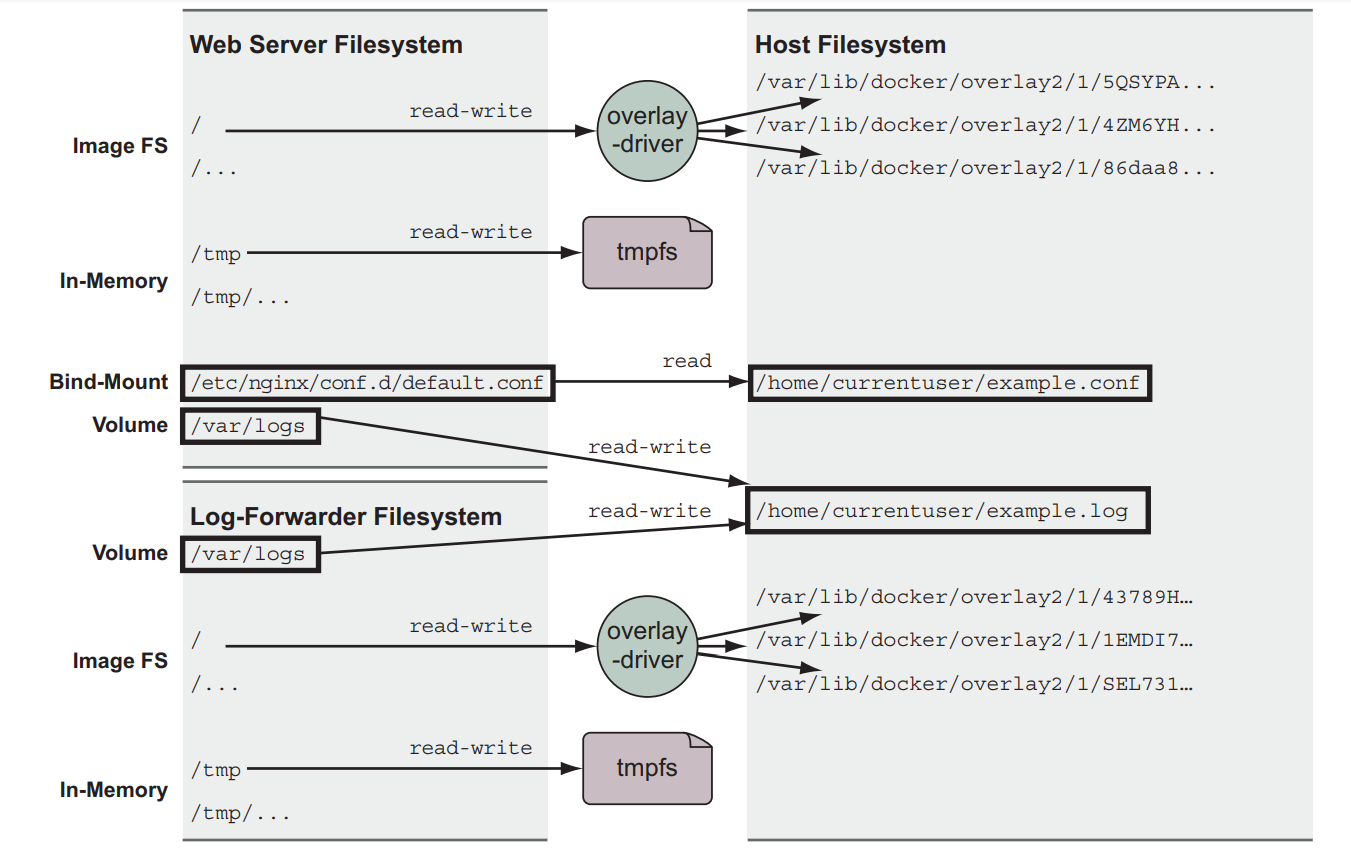 Web Server Filesystem
Host Filesystem
/var/lib/docker/overlay2/1/5QSYPA...
read-write
/
overlay
-driver
/var/lib/docker/overlay2/1/4ZM6YH...
Image FS
/...
/var/lib/docker/overlay2/1/86daa8...
read-write
/tmp
tmpfs
In-Memory
/tmp/...
read
Bind-Mount
/etc/nginx/conf.d/default.conf
/home/currentuser/example.conf
Volume
/var/logs
read-write
Log-Forwarder Filesystem
read-write
/home/currentuser/example.log
Volume
/var/logs
/var/lib/docker/overlay2/1/43789H…
read-write
/
overlay
-driver
/var/lib/docker/overlay2/1/1EMDI7…
Image FS
/...
/var/lib/docker/overlay2/1/SEL731…
read-write
/tmp
tmpfs
In-Memory
/tmp/...